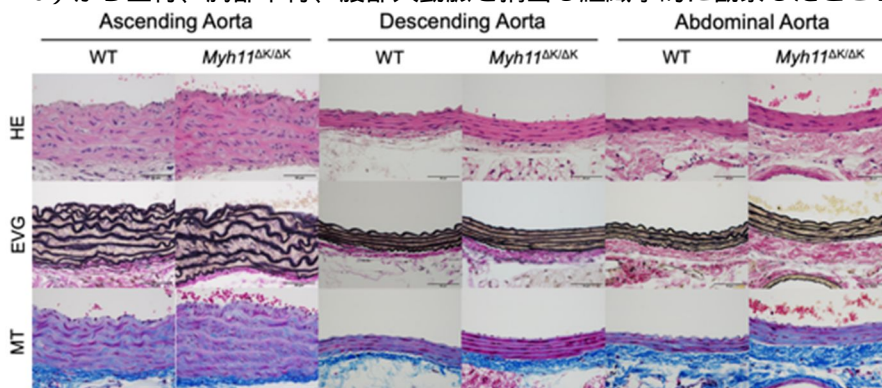 Ascending Aorta Descending Aorta Abdominal Aorta
WT Myh11ΔK/ΔK WT Myh11ΔK/ΔK WT Myh11ΔK/ΔK
HE
EVG
MT